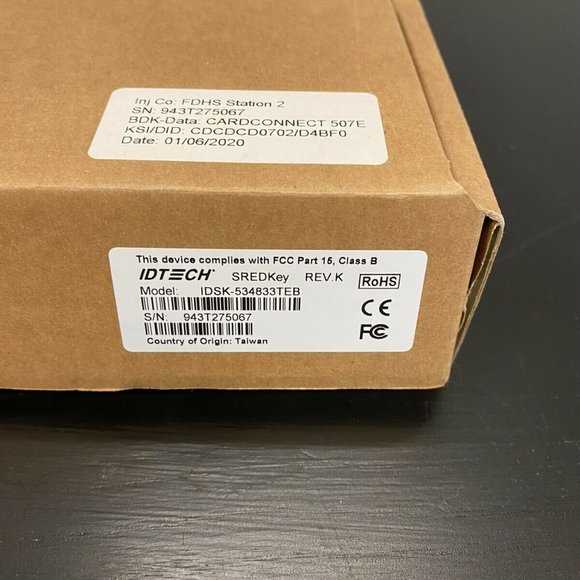 Inj Co: FDHS Station 2
SN: 943T275067
BDK-Data: CARDCONNECT 507E
KSI/DID: CDCDCD0702/D4BF0
Date: 01/06/2020
This device complies with FCC Part 15, Class B
IDTECH® SREDKey REV.K RoHS
Model: IDSK-534833TEB
CE
S/N: 943T275067
FC
Country of Origin: Taiwan